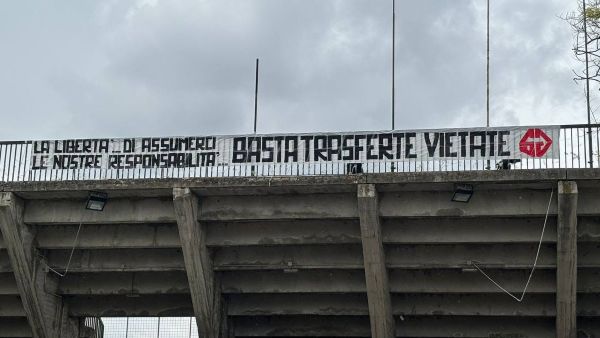 LA LIBERTA'... DI ASSUMERCI
LE NOSTRE RESPONSABILITA'...
BASTA TRASFERTE VIETATE